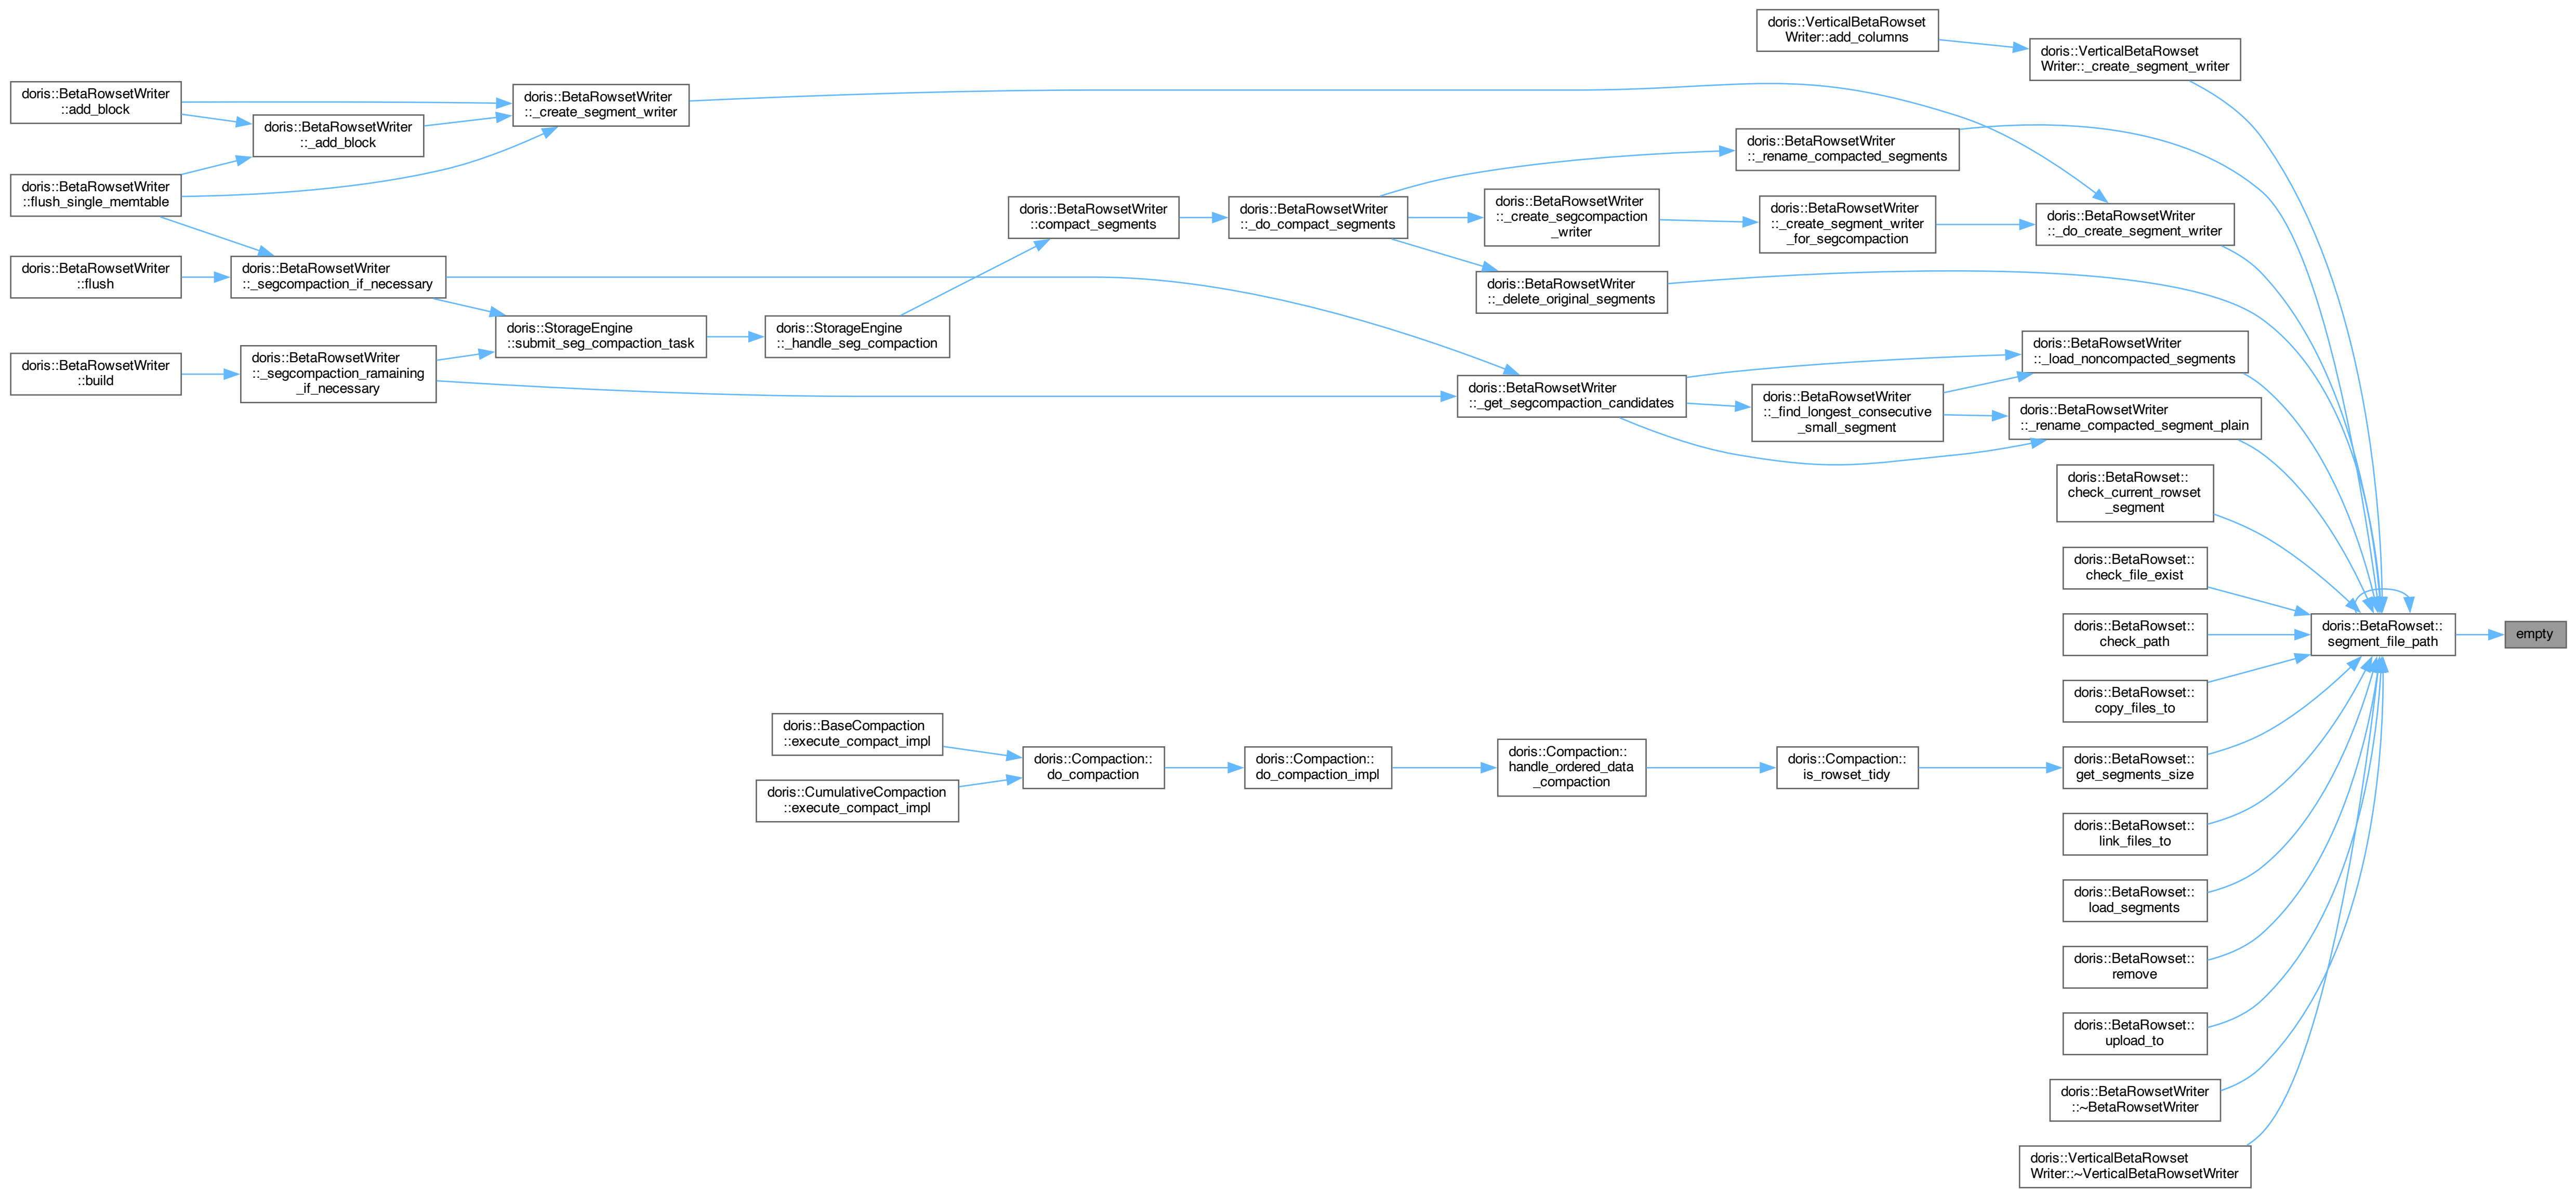 doris::VerticalBetaRowset
Writer::add_columns
doris::VerticalBetaRowset
Writer::_create_segment_writer
doris::BetaRowsetWriter
::add_block
doris::BetaRowsetWriter
::_create_segment_writer
doris::BetaRowsetWriter
::_add_block
doris::BetaRowsetWriter
::_rename_compacted_segments
doris::BetaRowsetWriter
::flush_single_memtable
doris::BetaRowsetWriter
::compact_segments
doris::BetaRowsetWriter
::_do_compact_segments
doris::BetaRowsetWriter
::_create_segcompaction
_writer
doris::BetaRowsetWriter
::_create_segment_writer
_for_segcompaction
doris::BetaRowsetWriter
::_do_create_segment_writer
doris::BetaRowsetWriter
::flush
doris::BetaRowsetWriter
::_segcompaction_if_necessary
doris::BetaRowsetWriter
::_delete_original_segments
doris::StorageEngine
::submit_seg_compaction_task
doris::StorageEngine
::_handle_seg_compaction
doris::BetaRowsetWriter
::_load_noncompacted_segments
doris::BetaRowsetWriter
::build
doris::BetaRowsetWriter
::_segcompaction_ramaining
_if_necessary
doris::BetaRowsetWriter
::_get_segcompaction_candidates
doris::BetaRowsetWriter
::_find_longest_consecutive
_small_segment
doris::BetaRowsetWriter
::_rename_compacted_segment_plain
doris::BetaRowset::
check_current_rowset
_segment
doris::BetaRowset::
check_file_exist
doris::BetaRowset::
check_path
doris::BetaRowset::
segment_file_path
empty
doris::BetaRowset::
copy_files_to
doris::BaseCompaction
::execute_compact_impl
doris::CumulativeCompaction
::execute_compact_impl
doris::Compaction::
do_compaction
doris::Compaction::
do_compaction_impl
doris::Compaction::
handle_ordered_data
_compaction
doris::Compaction::
is_rowset_tidy
doris::BetaRowset::
get_segments_size
doris::BetaRowset::
link_files_to
doris::BetaRowset::
load_segments
doris::BetaRowset::
remove
doris::BetaRowset::
upload_to
doris::BetaRowsetWriter
::~BetaRowsetWriter
doris::VerticalBetaRowset
Writer::~VerticalBetaRowsetWriter